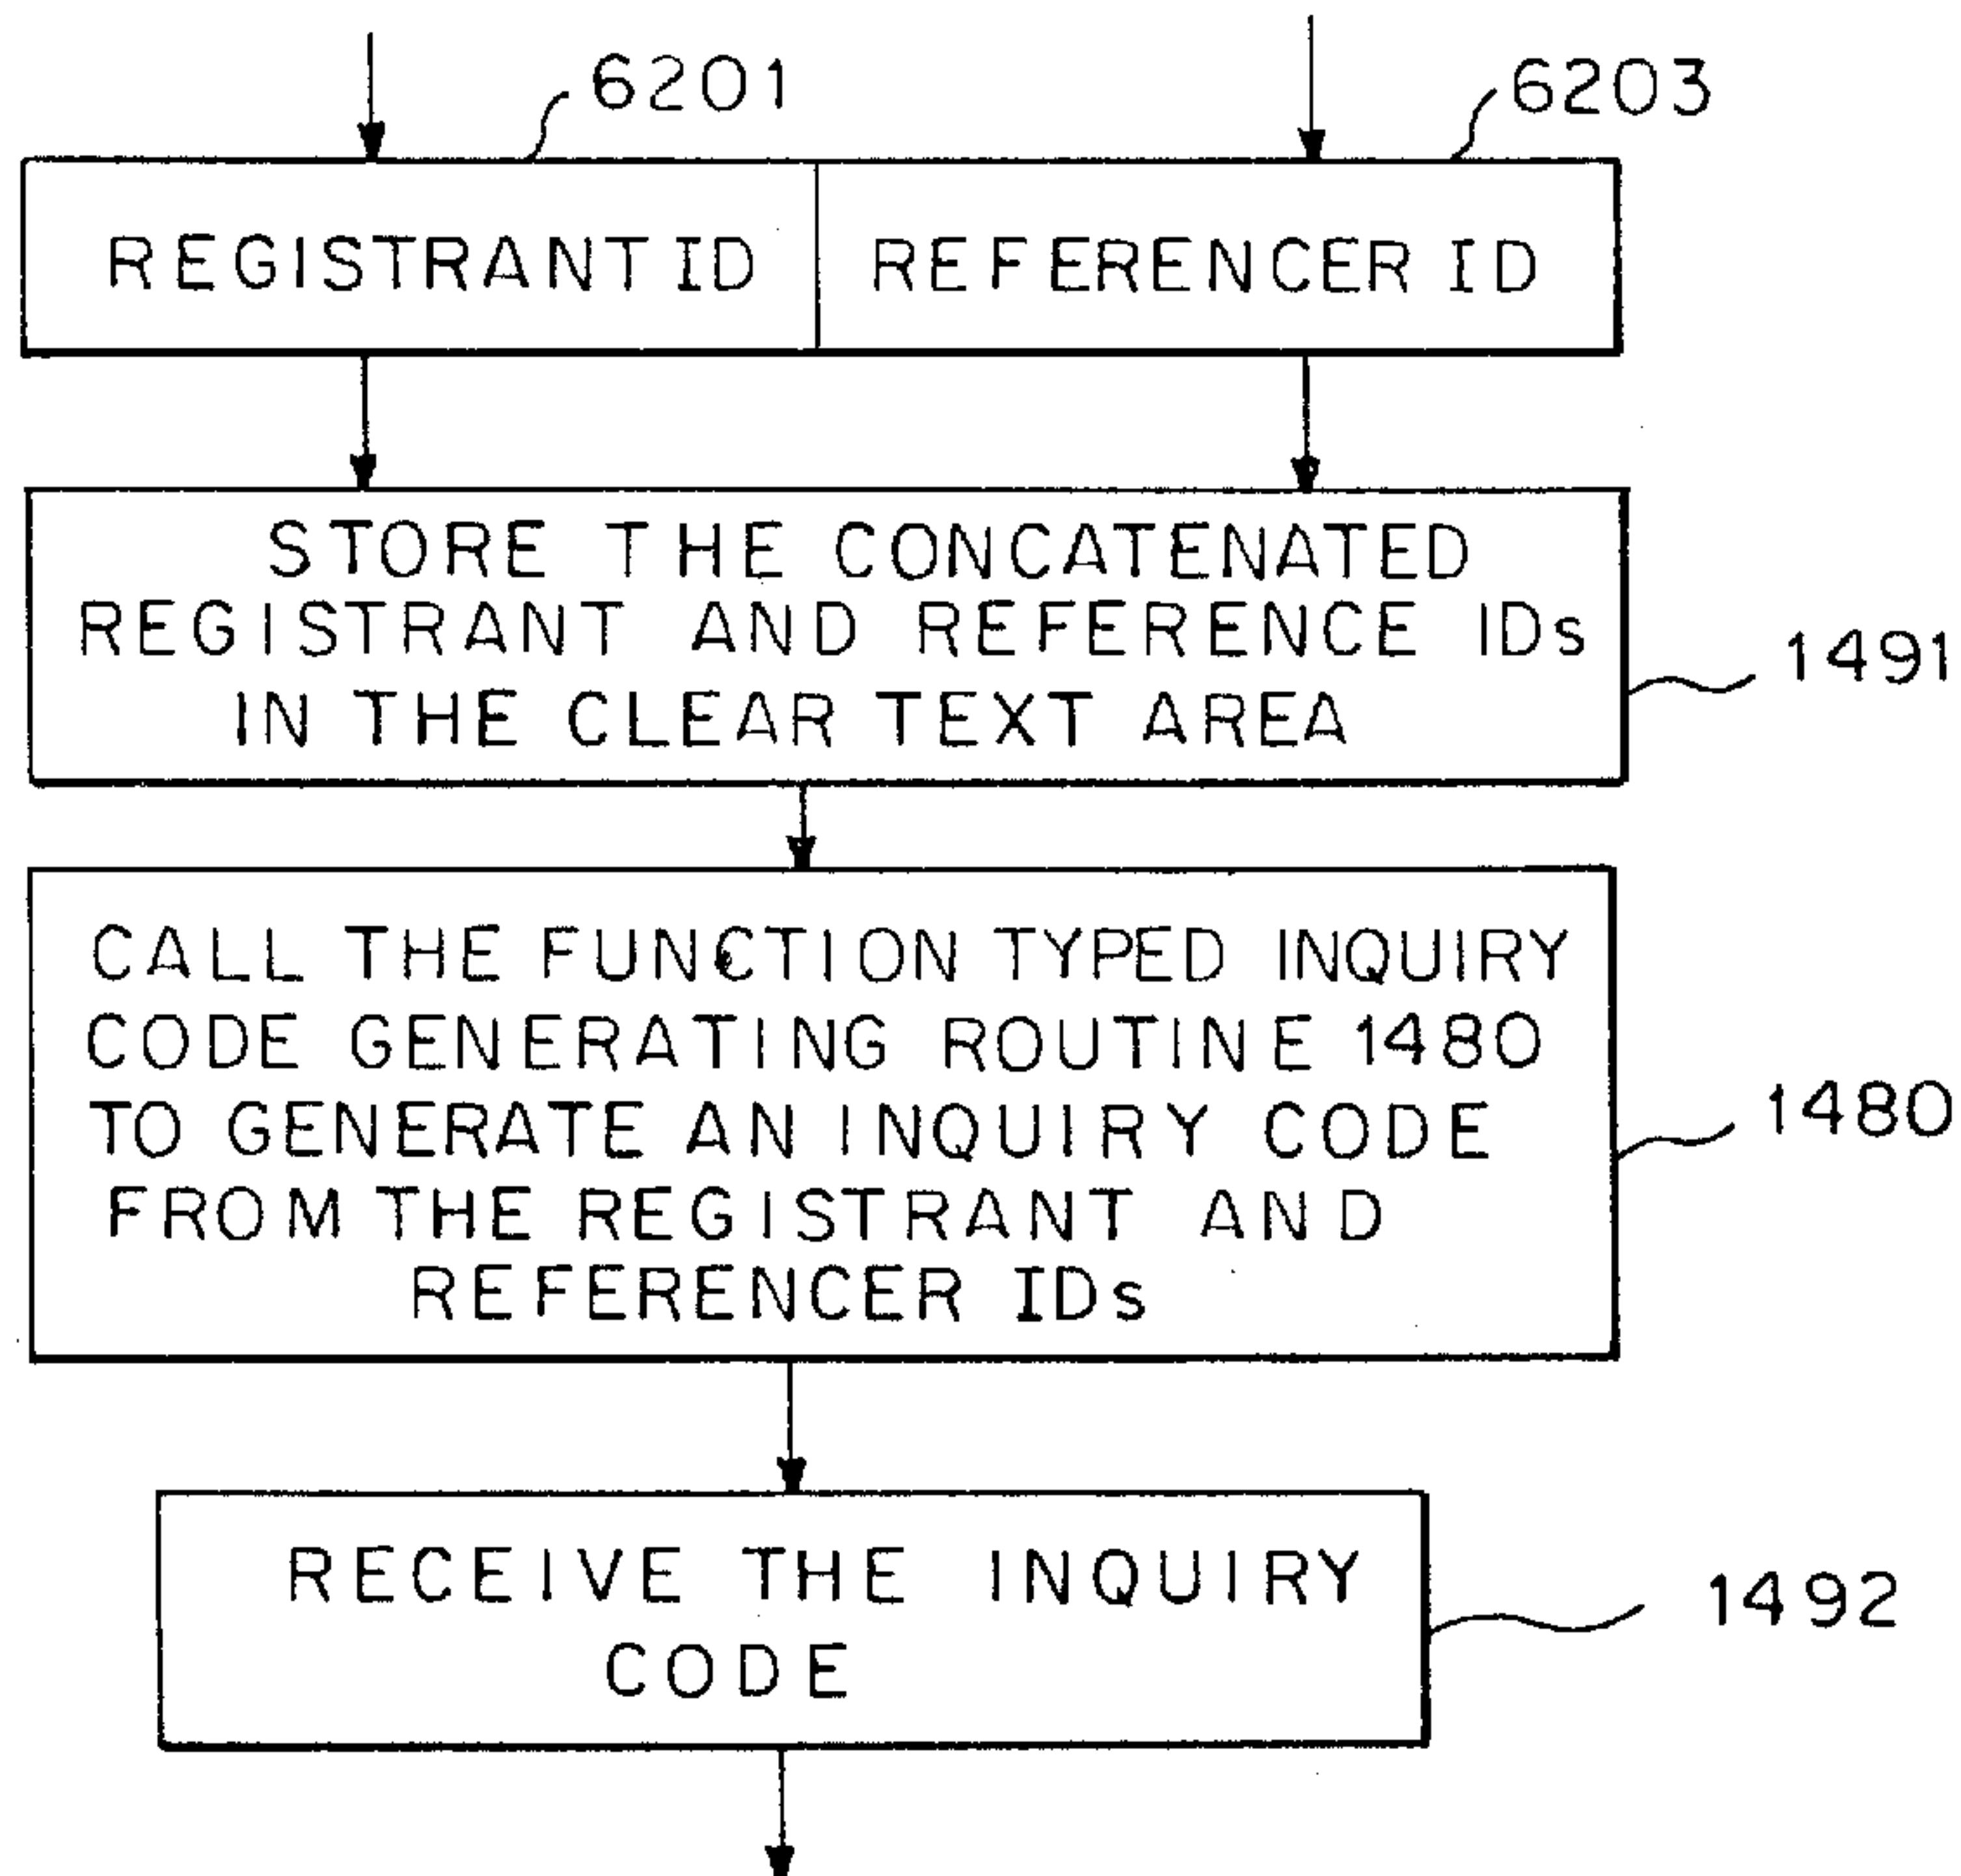 6201 6203
REGISTRANT ID REFERENCER ID
STORE THE CONCATENATED
REGISTRANT AND REFERENCE IDs
IN THE CLEAR TEXT AREA
1491
CALL THE FUNCTION TYPED INQUIRY
CODE GENERATING ROUTINE 1480
TO GENERATE AN INQUIRY CODE
FROM THE REGISTRANT AND
REFERENCER IDs
1480
RECEIVE THE INQUIRY
CODE
1492